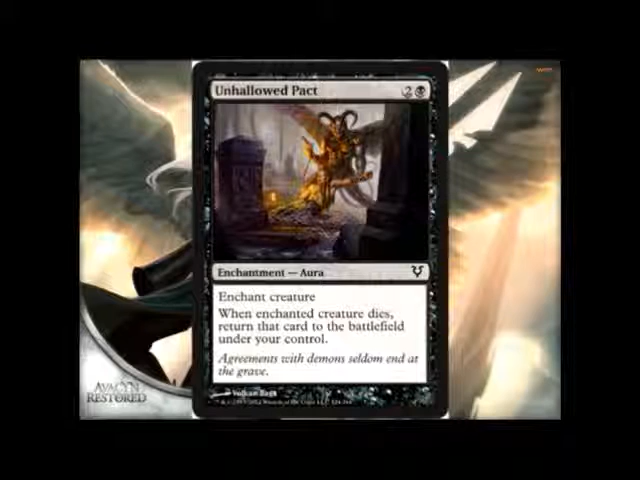 Unhallowed Pact 2
Enchantment — Aura
Enchant creature
When enchanted creature dies,
return that card to the battlefield
under your control.
Agreements with demons seldom end at
the grave.
AVACYN
RESTORED